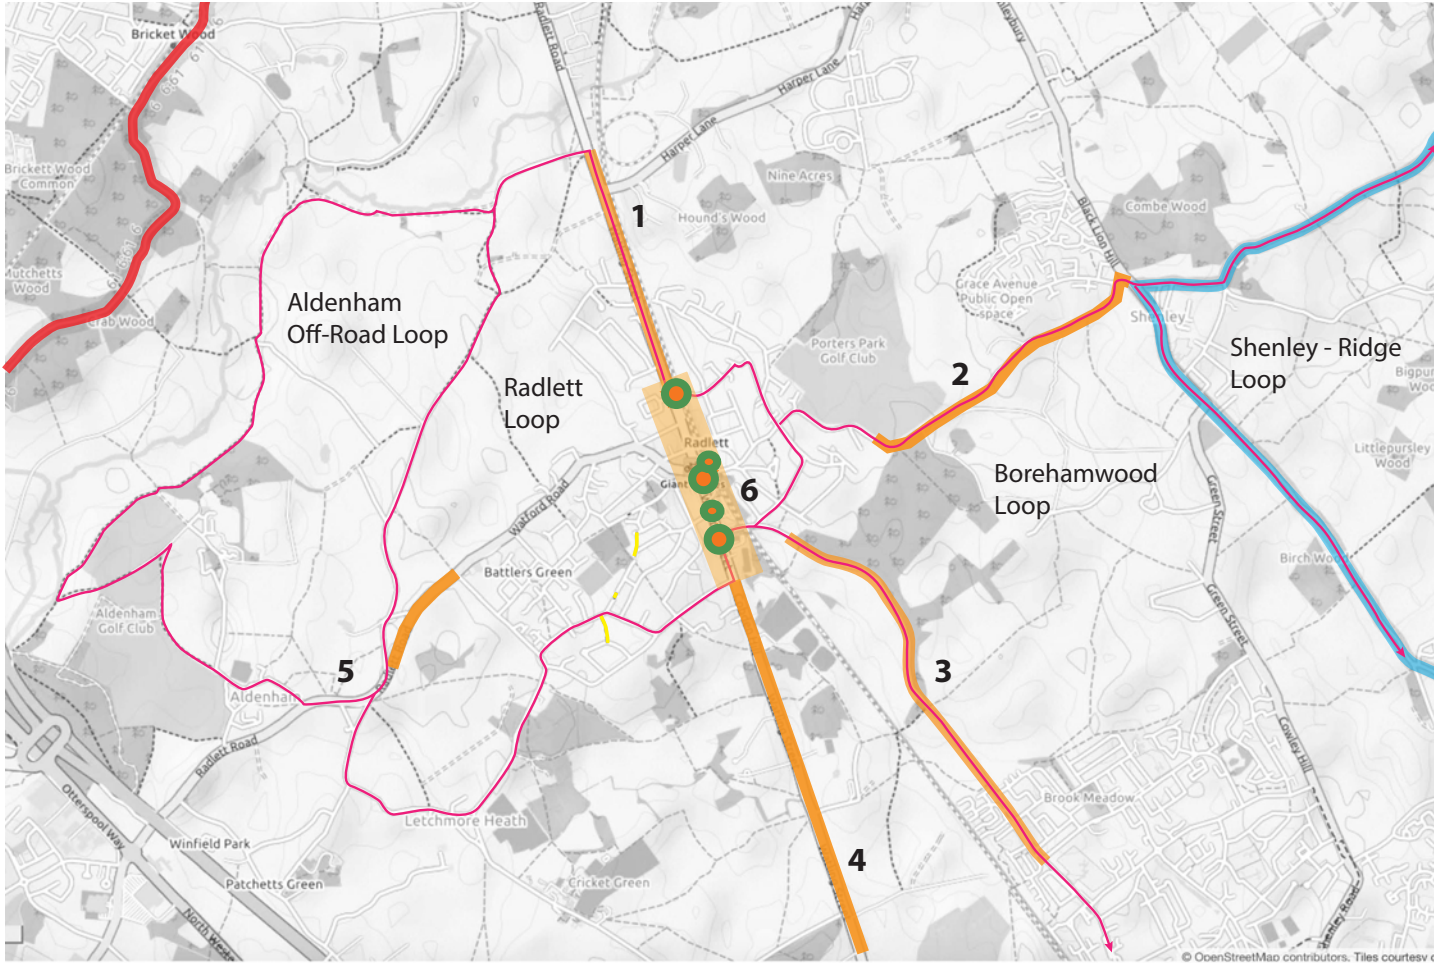 Bricket Wood
Radlett Road
Harper Lane
Harper Lane
Brickett Wood
Common
Nine Acres
Hound's Wood
Combe Wood
Black Lion Hill
1
Mutchetts
Wood
Crab Wood
Aldenham
Off-Road Loop
Grace Avenue
Public Open
space
Shenley
Porters Park
Golf Club
2
Shenley - Ridge
Loop
Radlett
Loop
Radlett
Littlepursley
Wood
Borehamwood
Loop
6
Watford Road
Green Street
Birch Wood
Battlers Green
Green Street
Aldenham
Golf Club
5
3
Aldenham
Radlett Road
Cowley Hill
Otterspool Way
Brook Meadow
Letchmore Heath
Winfield Park
4
Patchetts Green
Cricket Green
Shenley Road
© OpenStreetMap contributors, Tiles courtesy